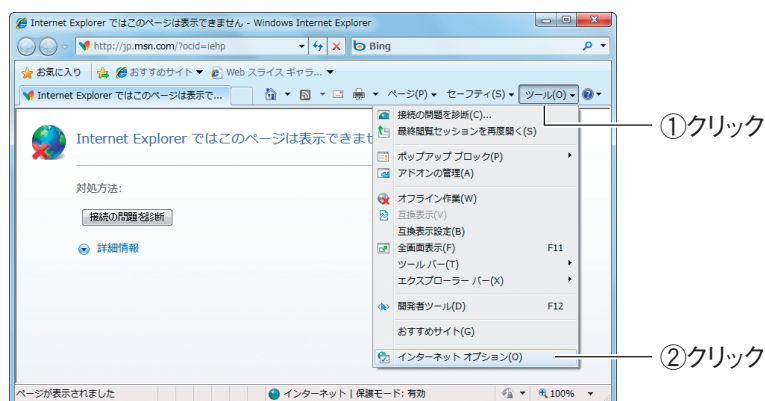 Internet Explorer ではこのページは表示できません - Windows Internet Explorer
http://jp.msn.com/?ocid=iehp
Bing
お気に入り おすすめサイト ▼ Web スライス ギャラ... ▼
Internet Explorer ではこのページは表示で... ページ(P) ▼ セーフティ(S) ▼ ツール(O) ▼
接続の問題を診断(C)...
①クリック
最終閲覧セッションを再度開く(S)
Internet Explorer ではこのページは表示できませ
ポップアップ ブロック(P)
アドオンの管理(A)
対処方法:
オフライン作業(W)
接続の問題を診断
互換表示(V)
互換表示設定(B)
詳細情報
全画面表示(F) F11
ツール バー(T)
エクスプローラー バー(X)
開発者ツール(D) F12
おすすめサイト(G)
インターネット オプション(O)
②クリック
ページが表示されました インターネット | 保護モード: 有効 100%